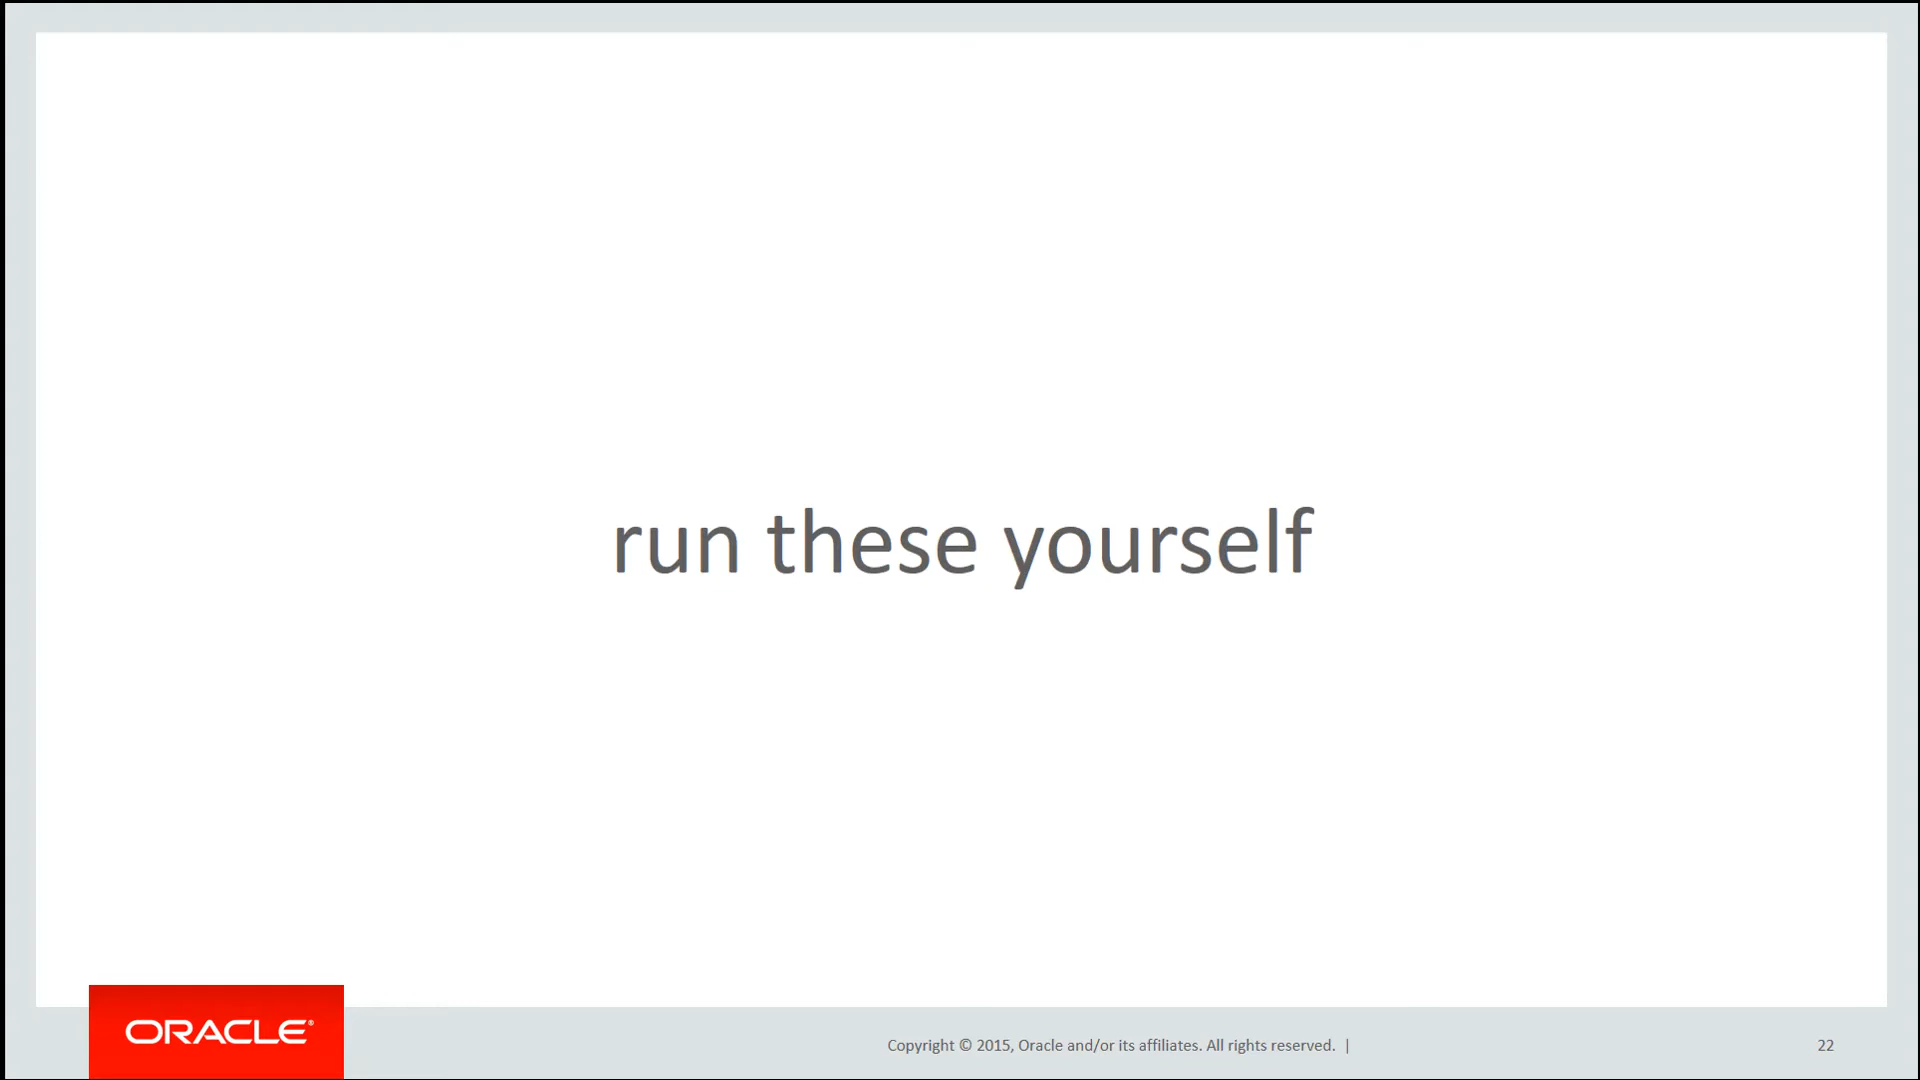 run these yourself
ORACLE®
Copyright © 2015, Oracle and/or its affiliates. All rights reserved. |
22